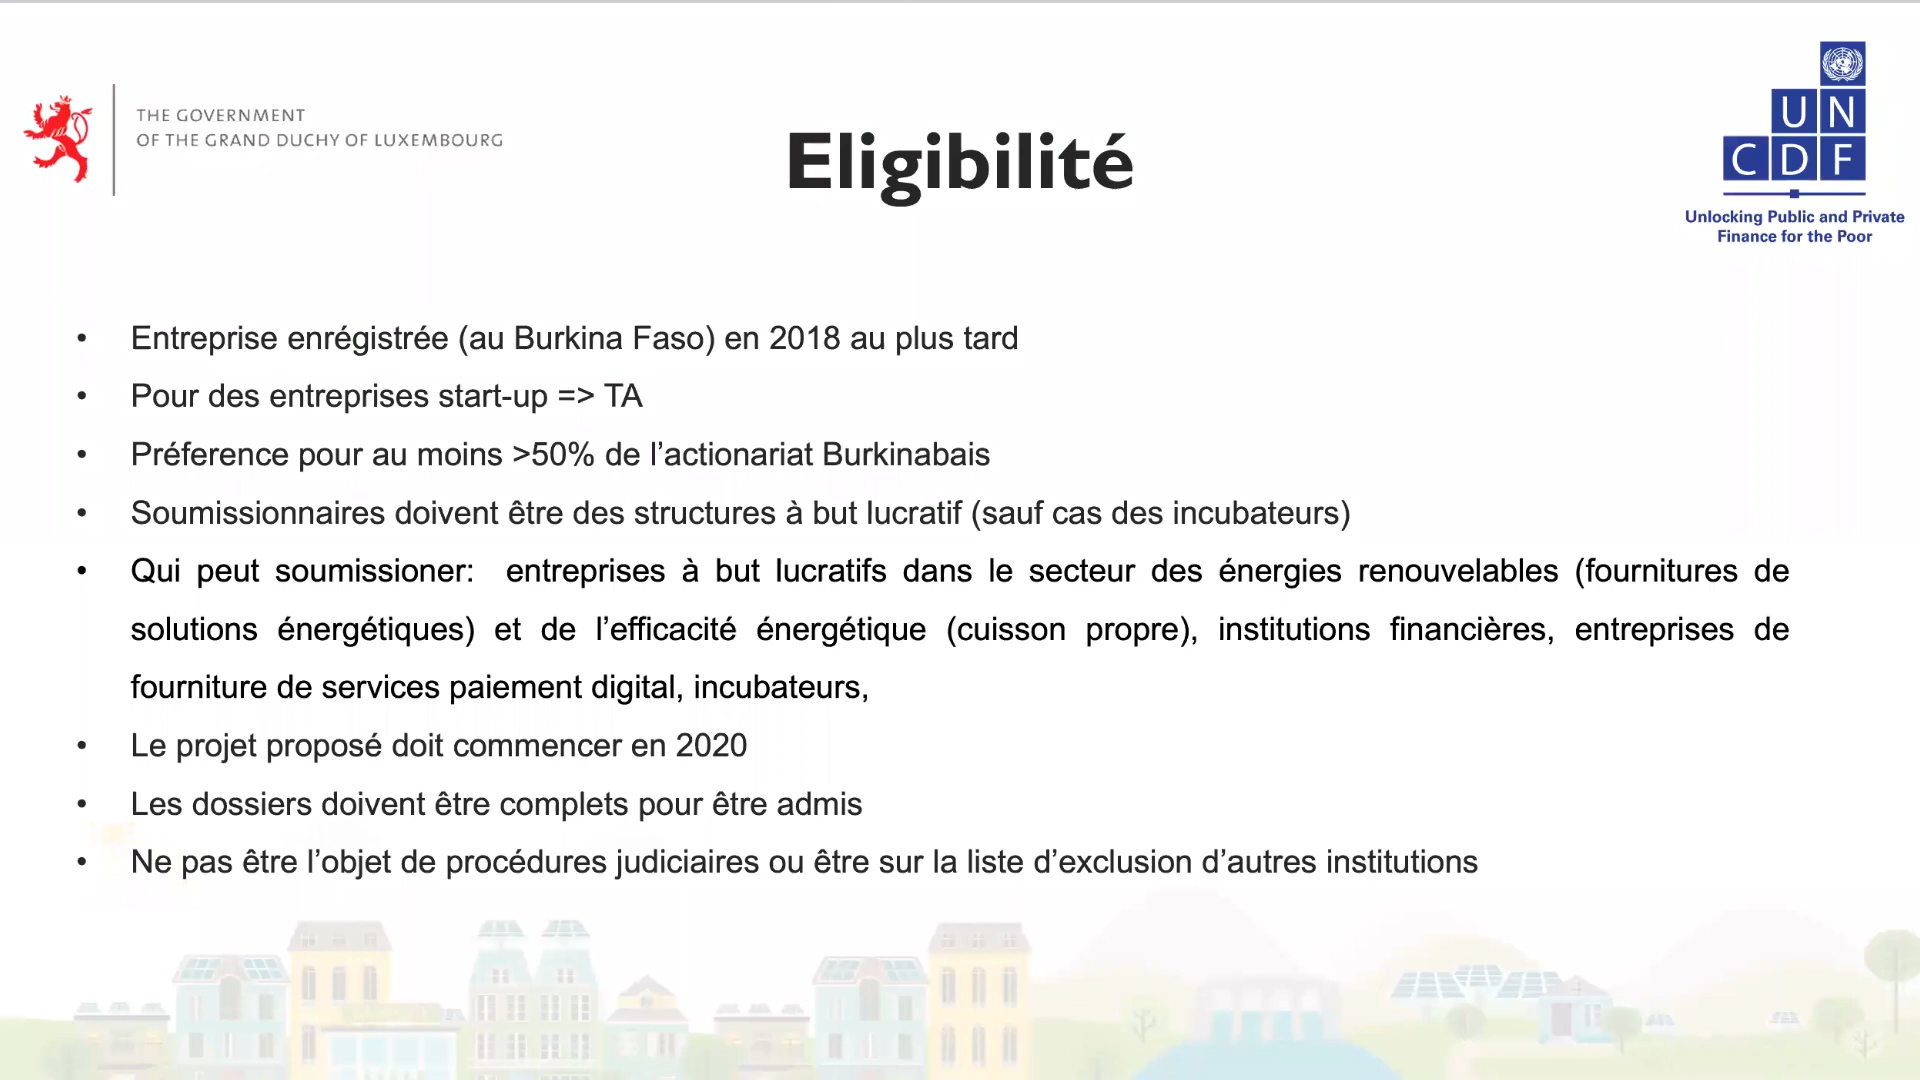 THE GOVERNMENT
OF THE GRAND DUCHY OF LUXEMBOURG
Eligibilité
U N
C D F
Unlocking Public and Private
Finance for the Poor
• Entreprise enrégistrée (au Burkina Faso) en 2018 au plus tard
• Pour des entreprises start-up => TA
• Préference pour au moins >50% de l’actionariat Burkinabais
• Soumissionnaires doivent être des structures à but lucratif (sauf cas des incubateurs)
• Qui peut soumissioner: entreprises à but lucratifs dans le secteur des énergies renouvelables (fournitures de
solutions énergétiques) et de l’efficacité énergétique (cuisson propre), institutions financières, entreprises de
fourniture de services paiement digital, incubateurs,
• Le projet proposé doit commencer en 2020
• Les dossiers doivent être complets pour être admis
• Ne pas être l’objet de procédures judiciaires ou être sur la liste d’exclusion d’autres institutions